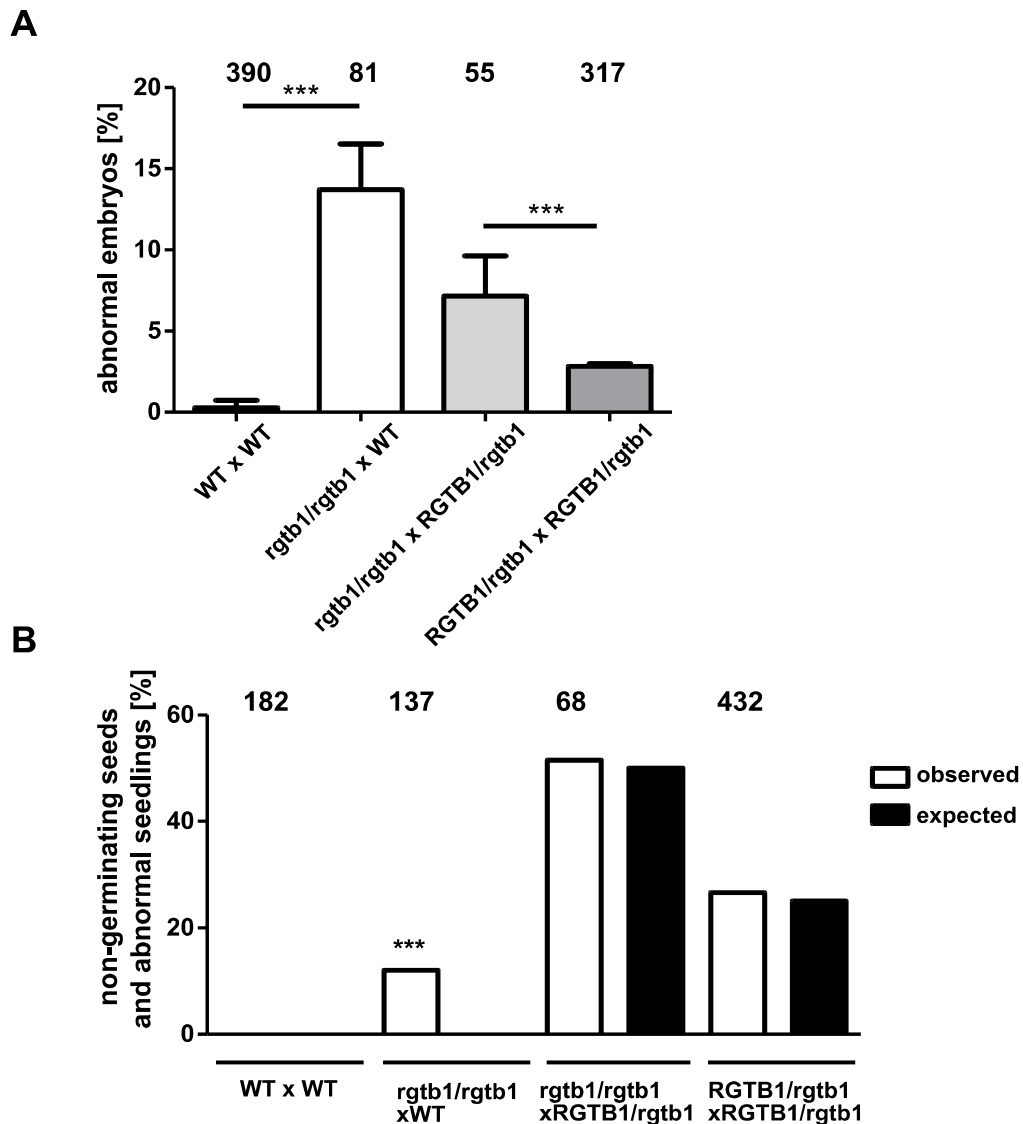 A
390 81 55 317
20
***
15
***
10
5
0
abnormal embryos [%]
WT x WT
rgtb1/rgtb1 x WT
rgtb1/rgtb1 x RGTB1/rgtb1
RGTB1/rgtb1 x RGTB1/rgtb1
B
182 137 68 432
60
40
20
0
non-germinating seeds
and abnormal seedlings [%]
***
observed
expected
WT x WT
rgtb1/rgtb1
xWT
rgtb1/rgtb1
xRGTB1/rgtb1
RGTB1/rgtb1
xRGTB1/rgtb1